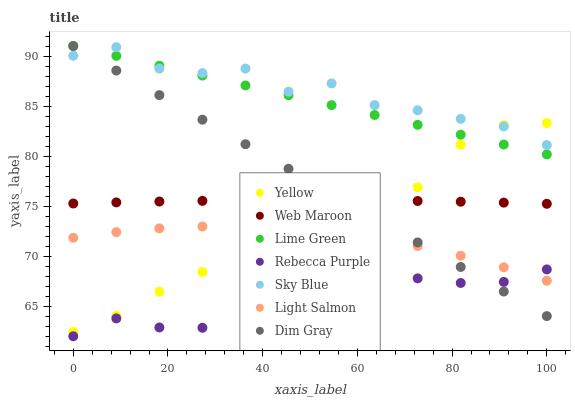 title
yaxis_label
90
85
80
75
70
65
Yellow
Web Maroon
Lime Green
Rebecca Purple
Sky Blue
Light Salmon
Dim Gray
0 20 40 60 80 100
xaxis_label